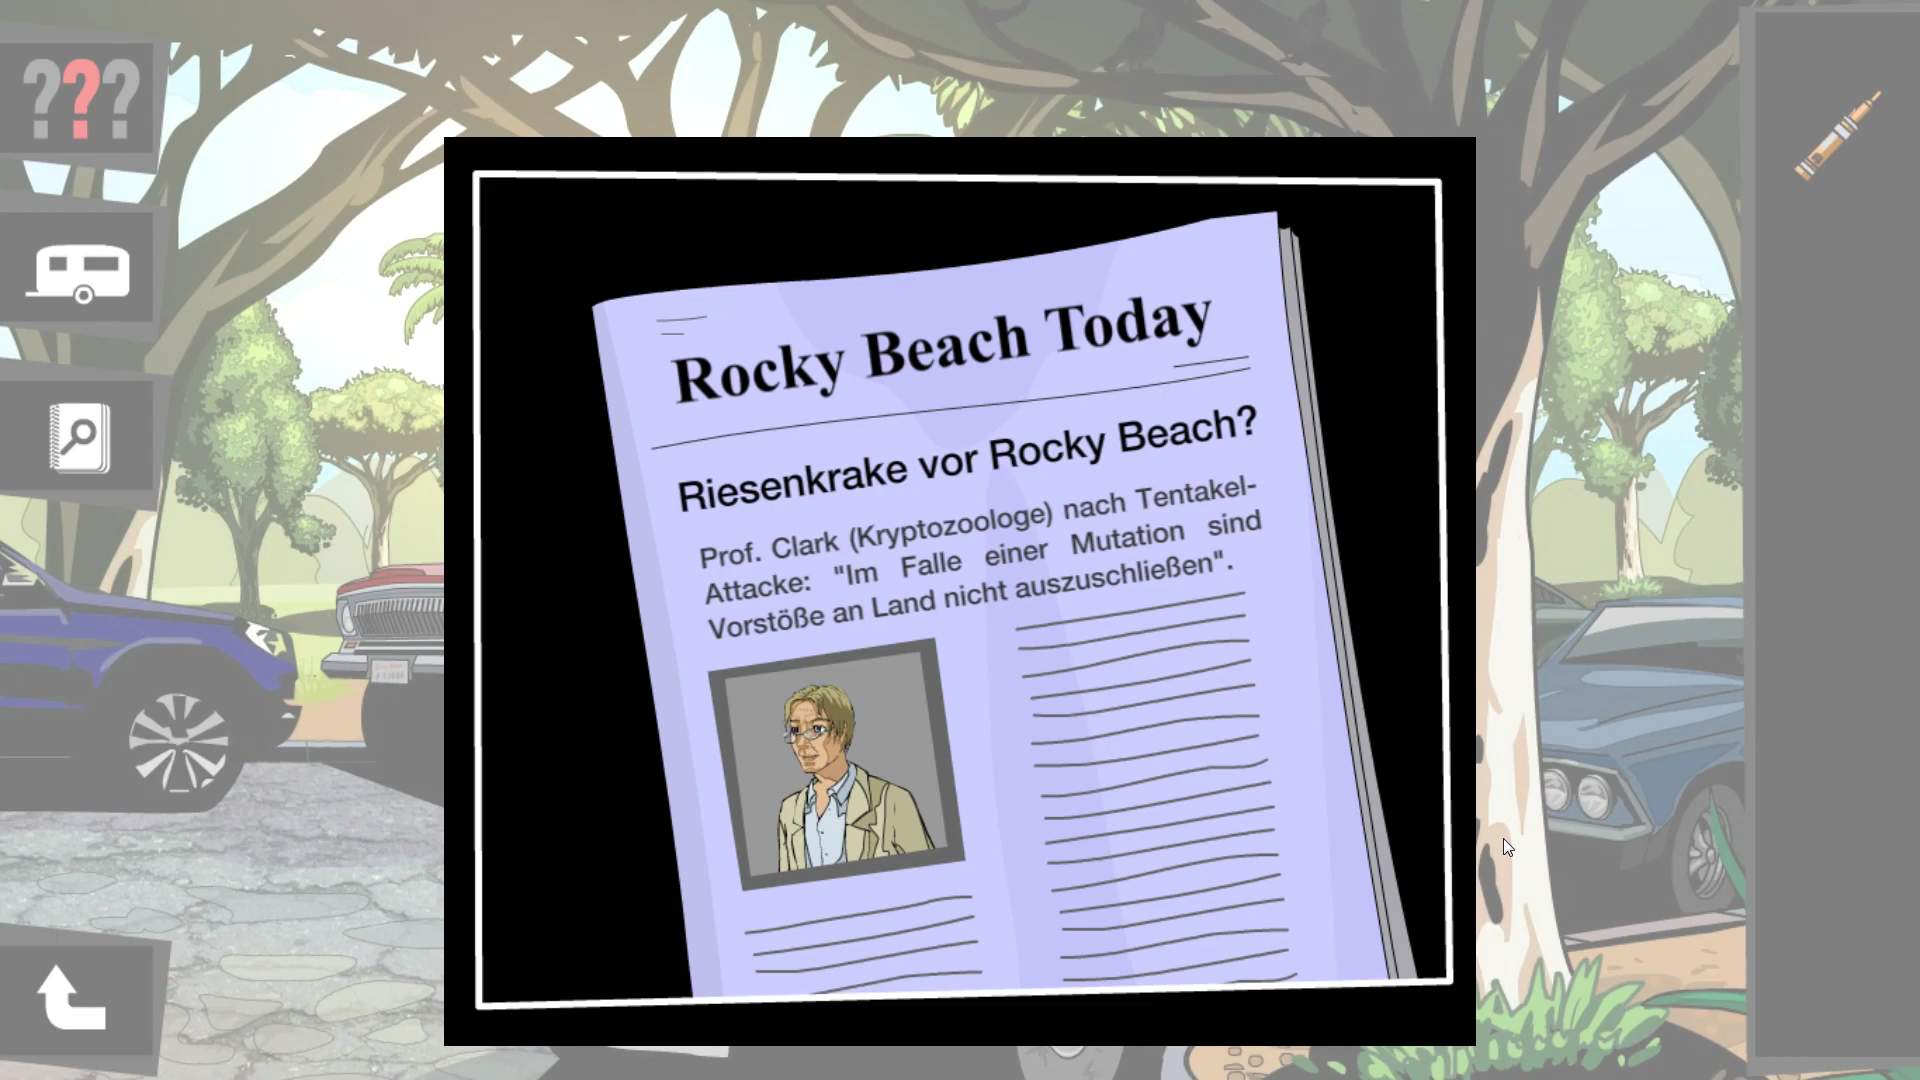 ???
Rocky Beach Today
Riesenkrake vor Rocky Beach?
Prof. Clark (Kryptozoologe) nach Tentakel-
Attacke: "Im Falle einer Mutation sind
Vorstöße an Land nicht auszuschließen".